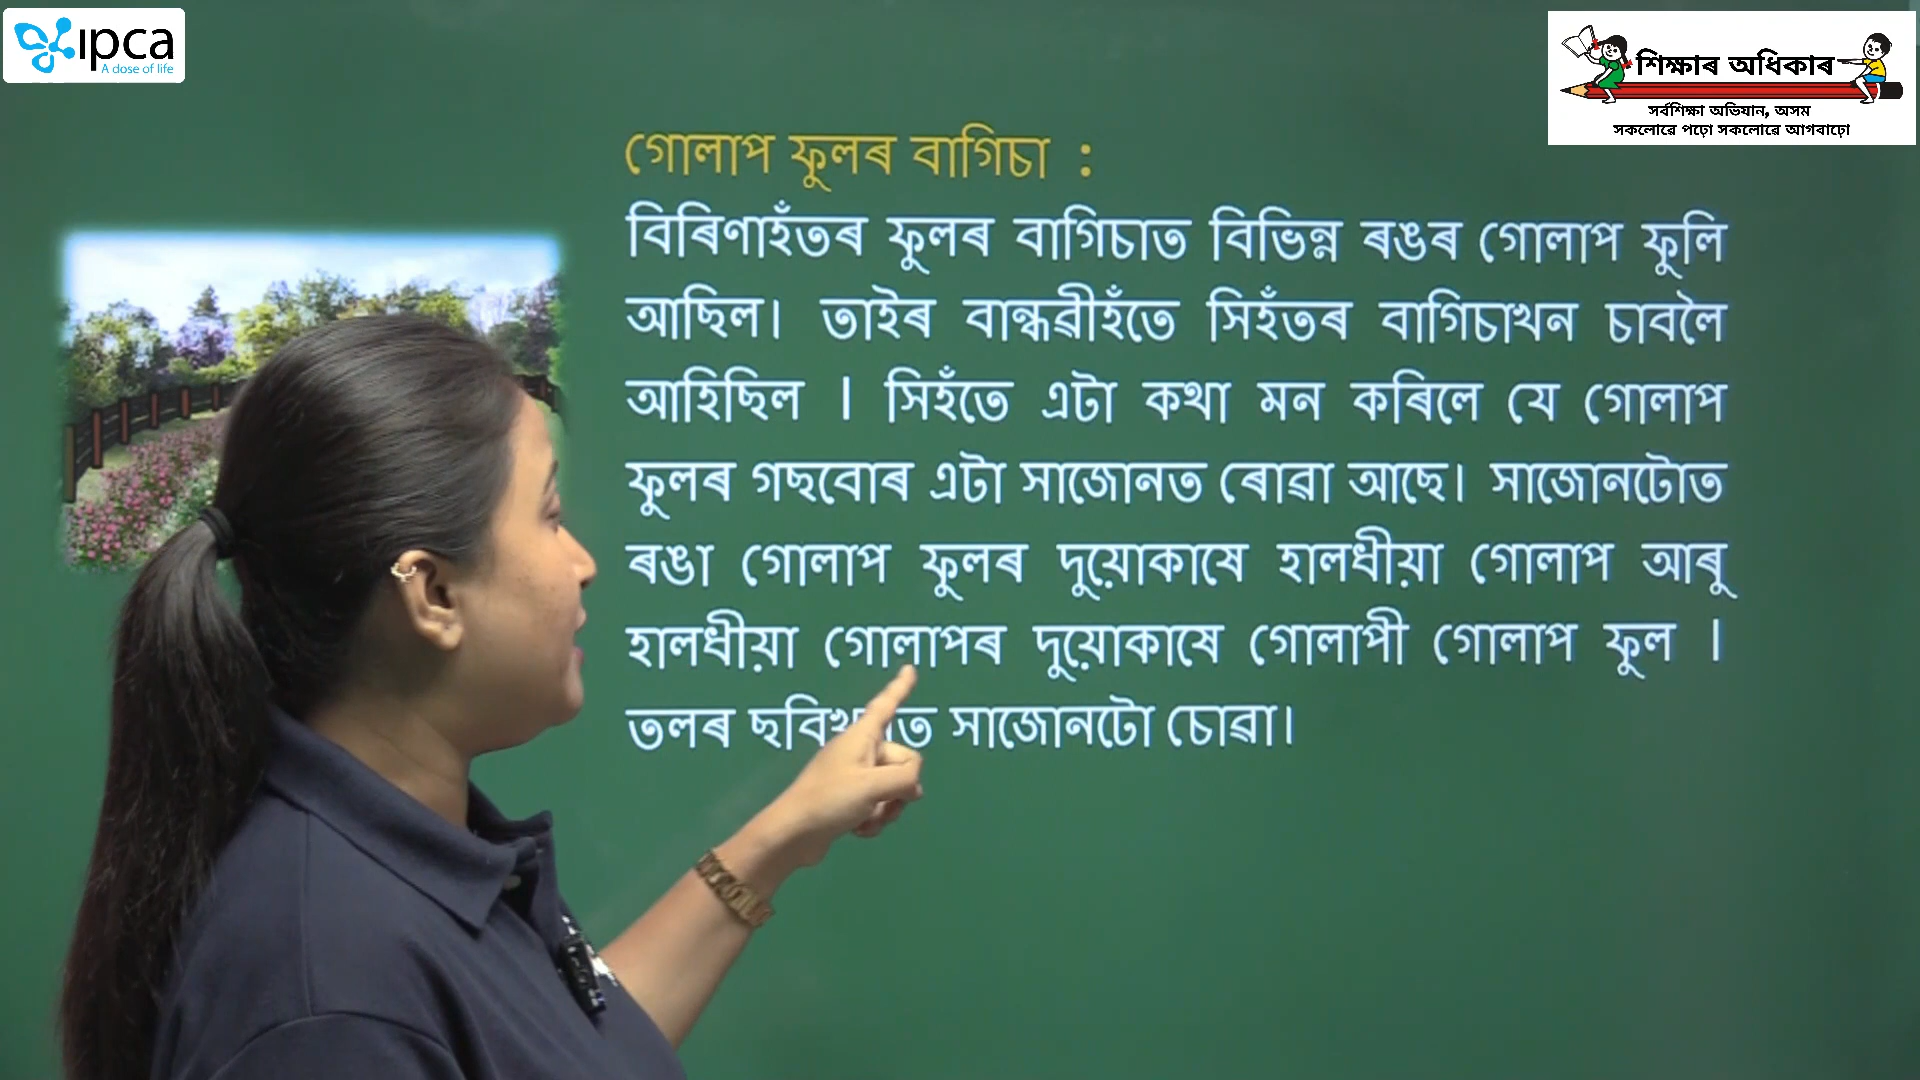 ipca
A dose of life
শিক্ষাৰ অধিকাৰ
সৰ্বশিক্ষা অভিযান, অসম
সকলোৱে পঢ়ো সকলোৱে আগবাঢ়ো
গোলাপ ফুলৰ বাগিচা :
বিৰিণাহঁতৰ ফুলৰ বাগিচাত বিভিন্ন ৰঙৰ গোলাপ ফুলি
আছিল। তাইৰ বান্ধৱীহঁতে সিহঁতৰ বাগিচাখন চাবলৈ
আহিছিল । সিহঁতে এটা কথা মন কৰিলে যে গোলাপ
ফুলৰ গছবোৰ এটা সাজোনত ৰোৱা আছে। সাজোনটোত
ৰঙা গোলাপ ফুলৰ দুয়োকাষে হালধীয়া গোলাপ আৰু
হালধীয়া গোলাপৰ দুয়োকাষে গোলাপী গোলাপ ফুল ।
তলৰ সাজোনটো চোৱা।